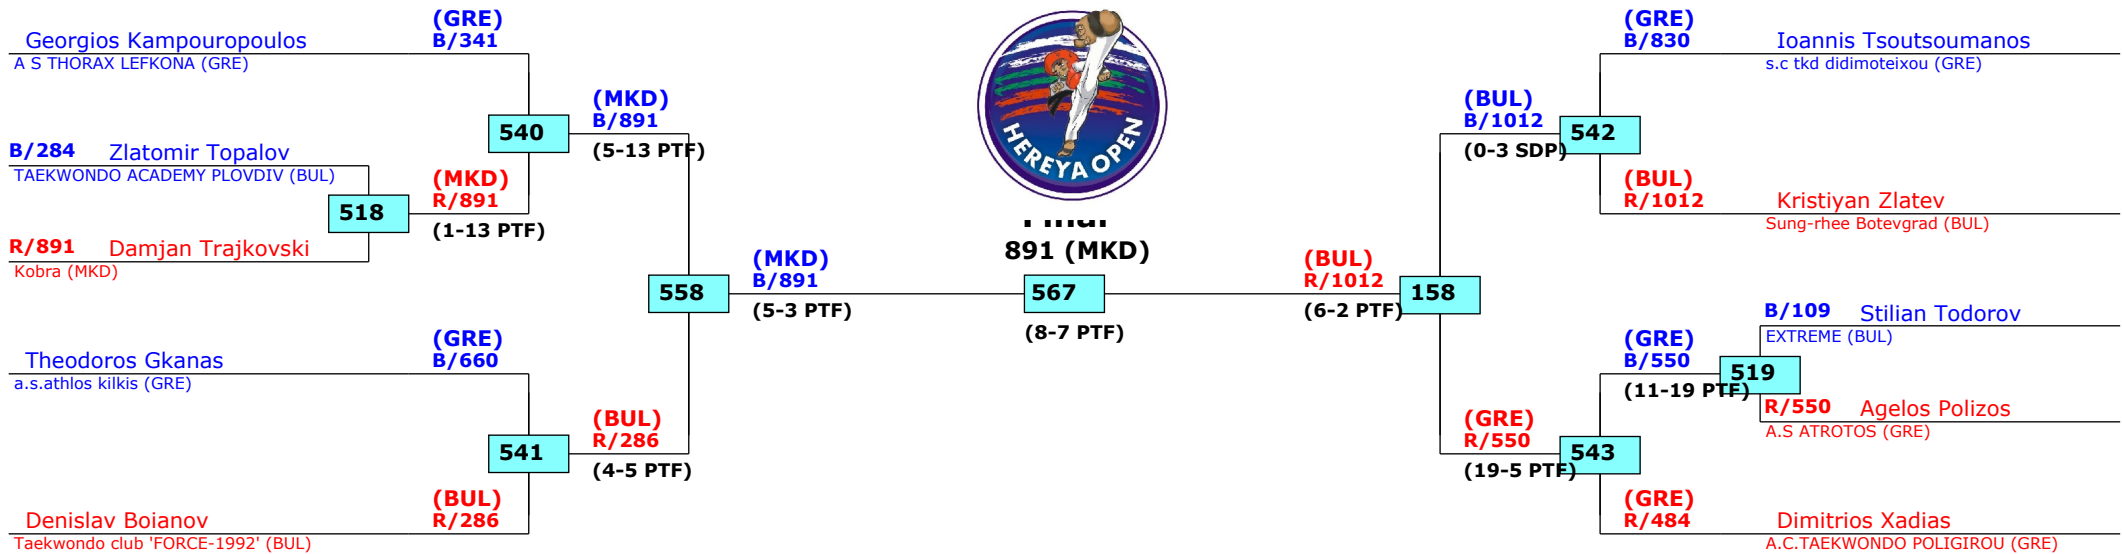 (GRE)
B/341
Georgios Kampouropoulos
A S THORAX LEFKONA (GRE)
(MKD)
B/891
540
(5-13 PTF)
B/284 Zlatomir Topalov
TAEKWONDO ACADEMY PLOVDIV (BUL)
(MKD)
R/891
518
(1-13 PTF)
R/891 Damjan Trajkovski
Kobra (MKD)
(MKD)
B/891
558
(5-3 PTF)
(GRE)
B/660
Theodoros Gkanas
a.s.athlos kilkis (GRE)
(BUL)
R/286
541
(4-5 PTF)
(BUL)
R/286
Denislav Boianov
Taekwondo club 'FORCE-1992' (BUL)
HEREYA OPEN
Final
891 (MKD)
567
(8-7 PTF)
(GRE)
B/830
Ioannis Tsoutsoumanos
s.c tkd didimoteixou (GRE)
(BUL)
B/1012
542
(0-3 SDP)
(BUL)
R/1012
Kristiyan Zlatev
Sung-rhee Botevgrad (BUL)
(BUL)
R/1012
158
(6-2 PTF)
B/109 Stilian Todorov
EXTREME (BUL)
(GRE)
B/550
519
(11-19 PTF)
R/550 Agelos Polizos
A.S ATROTOS (GRE)
(GRE)
R/550
543
(19-5 PTF)
(GRE)
R/484
Dimitrios Xadias
A.C.TAEKWONDO POLIGIROU (GRE)